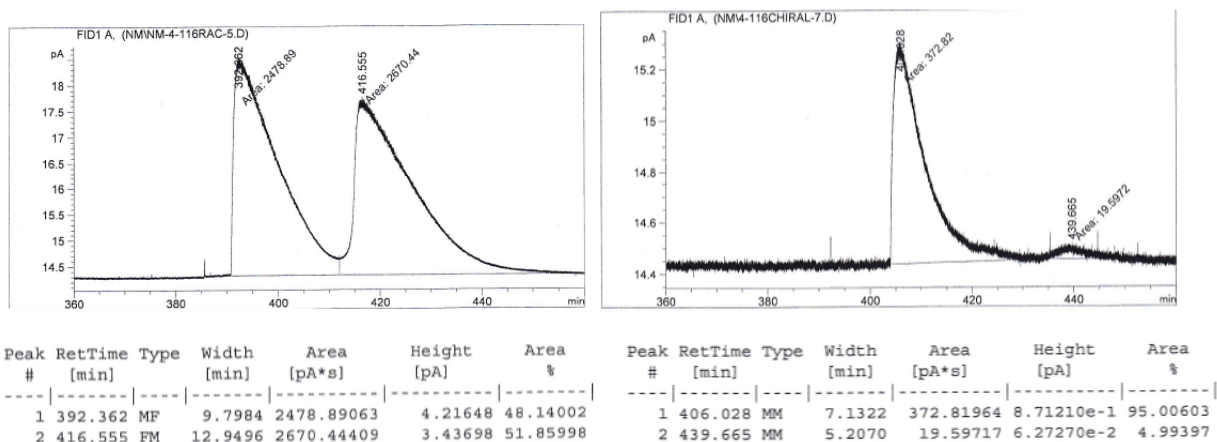 FID1 A, (NM\NM-4-116RAC-5.D)
pA
18
17.5
17
16.5
16
15.5
15
14.5
392.362
Area: 2478.89
416.555
Area: 2670.44
360 380 400 420 440 min
FID1 A, (NM\4-116CHIRAL-7.D)
pA
15.2
15
14.8
14.6
14.4
Area: 372.82
439.665
Area: 19.5972
360 380 400 420 440 min
Peak RetTime Type Width Area Height Area
# [min] [min] [pA*s] [pA] %
1 392.362 MF 9.7984 2478.89063 4.21648 48.14002
2 416.555 FM 12.9496 2670.44409 3.43698 51.85998
Peak RetTime Type Width Area Height Area
# [min] [min] [pA*s] [pA] %
1 406.028 MM 7.1322 372.81964 8.71210e-1 95.00603
2 439.665 MM 5.2070 19.59717 6.27270e-2 4.99397